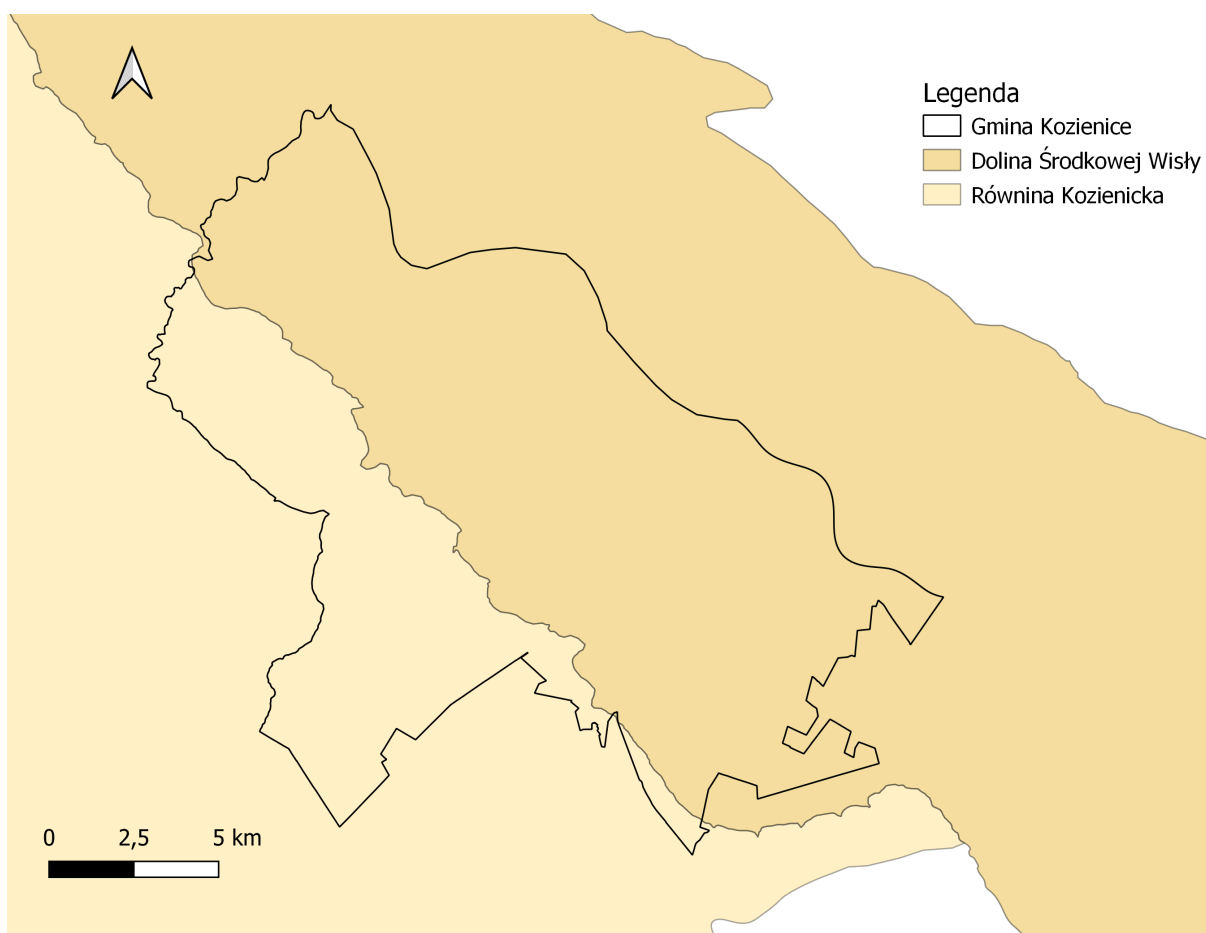 Legenda
Gmina Kozienice
Dolina Środkowej Wisły
Równina Kozienicka
0 2,5 5 km